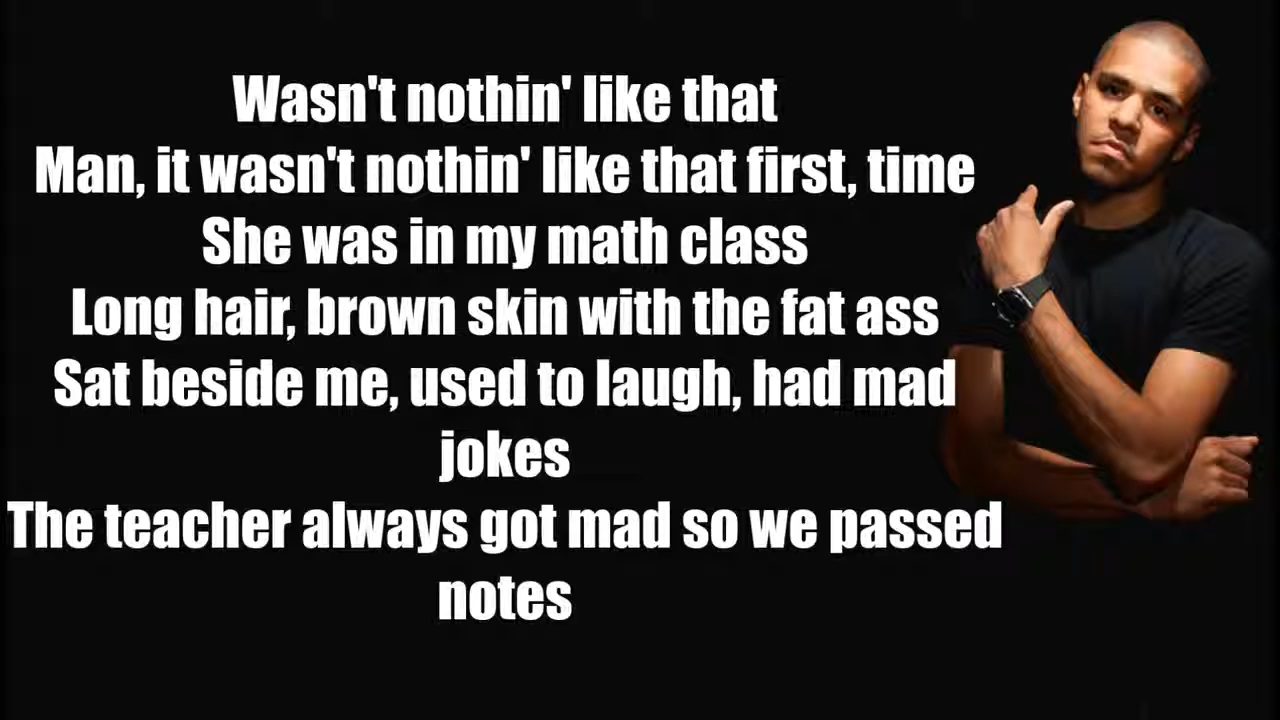 Wasn't nothin' like that
Man, it wasn't nothin' like that first, time
She was in my math class
Long hair, brown skin with the fat ass
Sat beside me, used to laugh, had mad
jokes
The teacher always got mad so we passed
notes